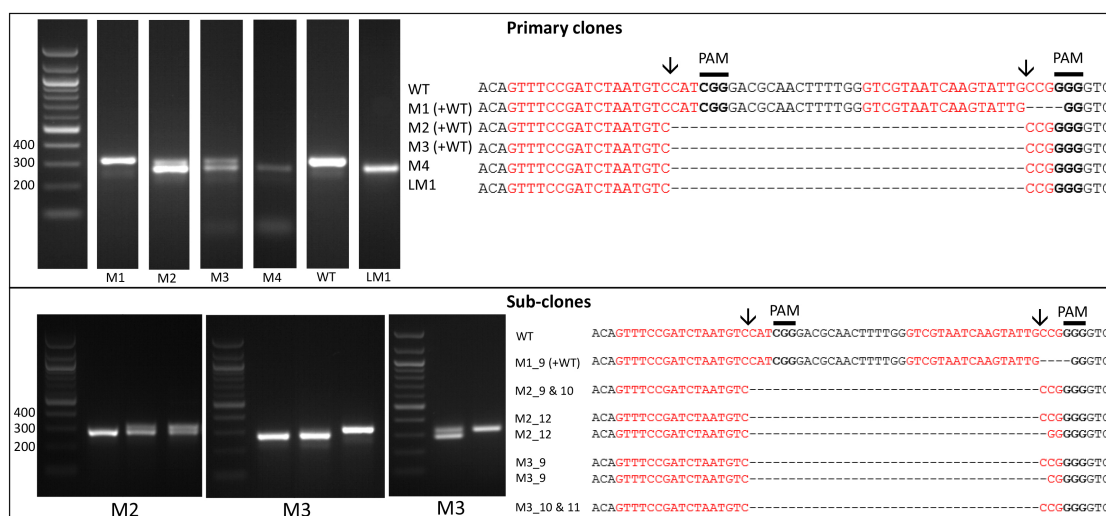 Primary clones
PAM PAM
WT ACAGTTTCCGATCTAATGTCCATCGGGACGCAACTTTTGGGTCGTAATCAAGTATTGCCGGGGGTC
M1 (+WT) ACAGTTTCCGATCTAATGTCCATCGGGACGCAACTTTTGGGTCGTAATCAAGTATTG----GGGTC
M2 (+WT) ACAGTTTCCGATCTAATGTC-------------------------------------CCGGGGGTC
M3 (+WT) ACAGTTTCCGATCTAATGTC-------------------------------------CCGGGGGTC
M4 ACAGTTTCCGATCTAATGTC-------------------------------------CCGGGGGTC
LM1 ACAGTTTCCGATCTAATGTC-------------------------------------CCGGGGGTC
400
300
200
M1 M2 M3 M4 WT LM1
Sub-clones
PAM PAM
WT ACAGTTTCCGATCTAATGTCCATCGGGACGCAACTTTTGGGTCGTAATCAAGTATTGCCGGGGGTC
M1_9 (+WT) ACAGTTTCCGATCTAATGTCCATCGGGACGCAACTTTTGGGTCGTAATCAAGTATTG----GGGTC
M2_9 & 10 ACAGTTTCCGATCTAATGTC-------------------------------------CCGGGGGTC
M2_12 ACAGTTTCCGATCTAATGTC-------------------------------------CCGGGGGTC
M2_12 ACAGTTTCCGATCTAATGTC--------------------------------------GGGGGGTC
M3_9 ACAGTTTCCGATCTAATGTC-------------------------------------CCGGGGGTC
M3_9 ACAGTTTCCGATCTAATGTC--------------------------------------CGGGGGTC
M3_10 & 11 ACAGTTTCCGATCTAATGTC-------------------------------------CCGGGGGTC
400
300
200
M2 M3 M3